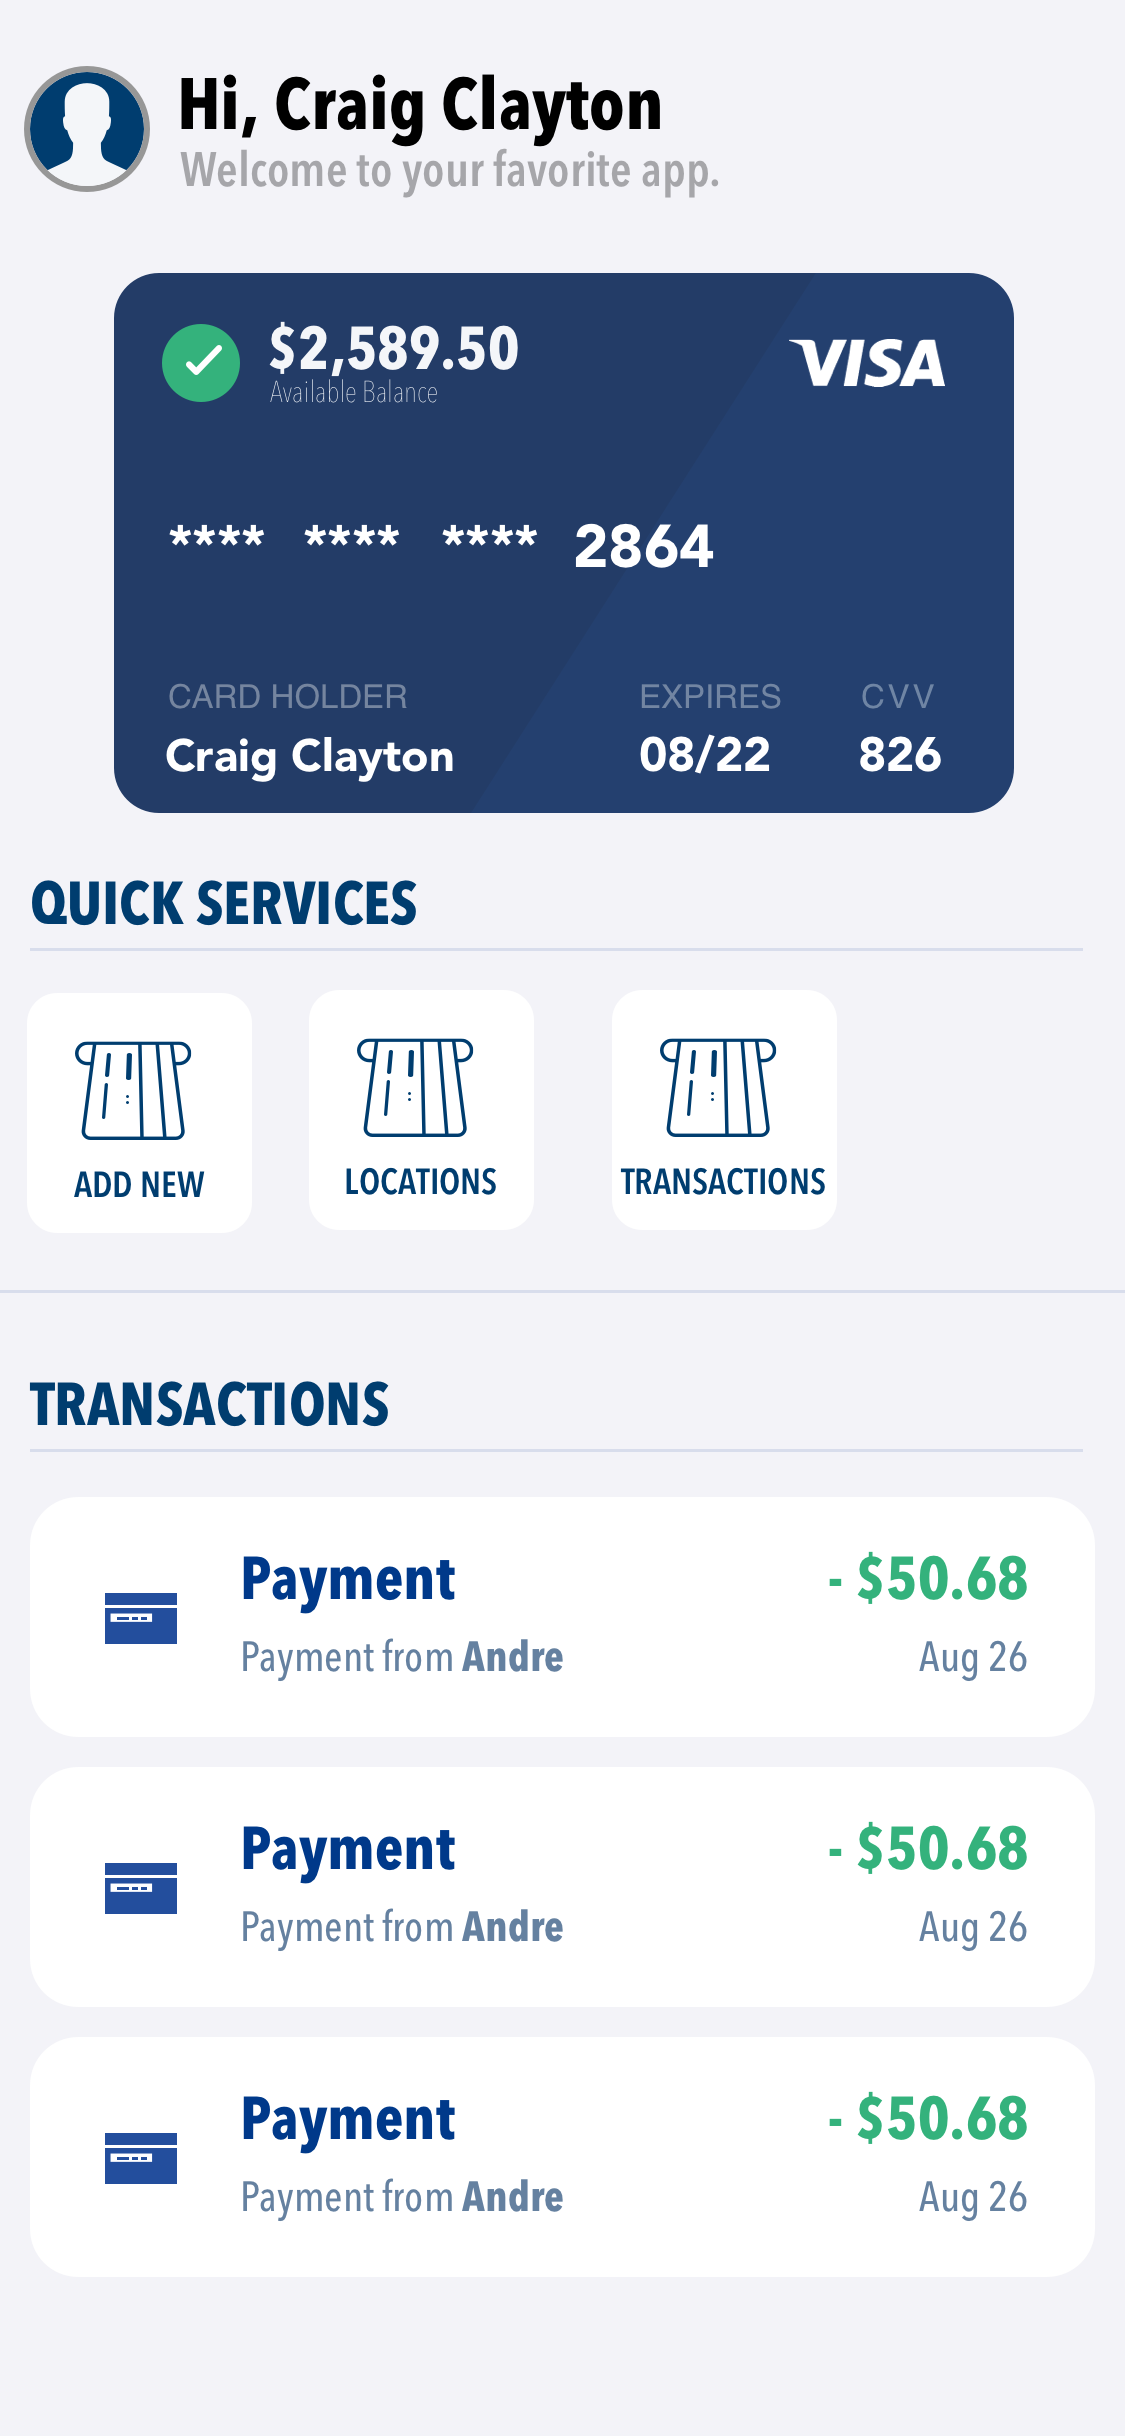 Hi, Craig Clayton
Welcome to your favorite app.
$2,589.50
Available Balance
VISA
**** **** **** 2864
CARD HOLDER EXPIRES CVV
Craig Clayton 08/22 826
QUICK SERVICES
ADD NEW LOCATIONS TRANSACTIONS
TRANSACTIONS
Payment - $50.68
Payment from Andre Aug 26
Payment - $50.68
Payment from Andre Aug 26
Payment - $50.68
Payment from Andre Aug 26